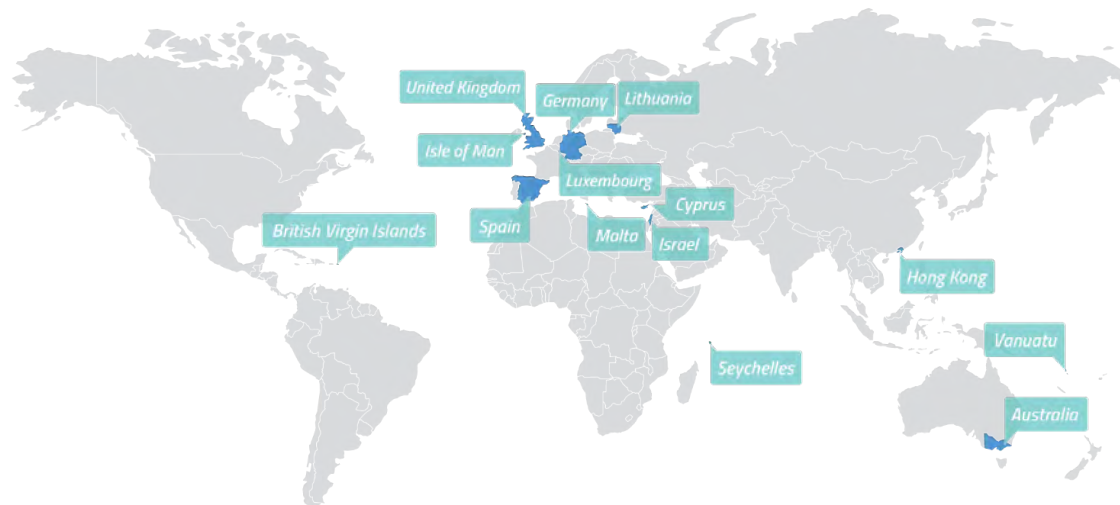 United Kingdom
Germany
Lithuania
Isle of Man
Luxembourg
Cyprus
Spain
Malta
Israel
British Virgin Islands
Hong Kong
Vanuatu
Seychelles
Australia